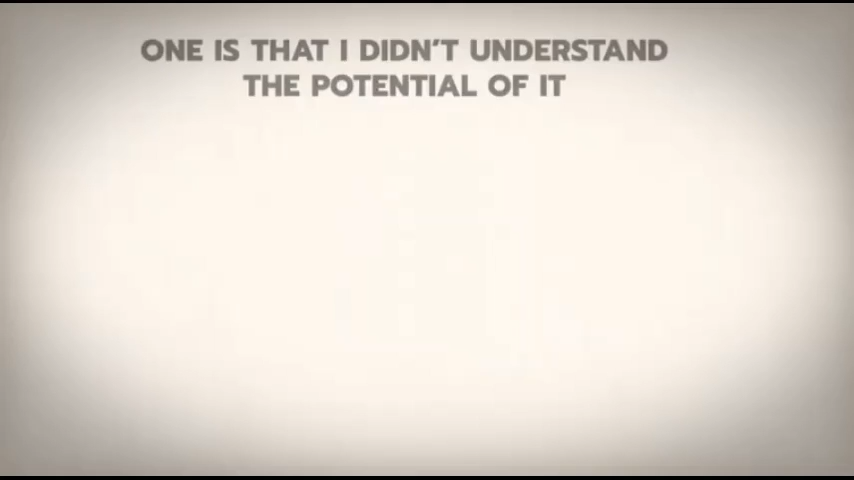 ONE IS THAT I DIDN'T UNDERSTAND
THE POTENTIAL OF IT